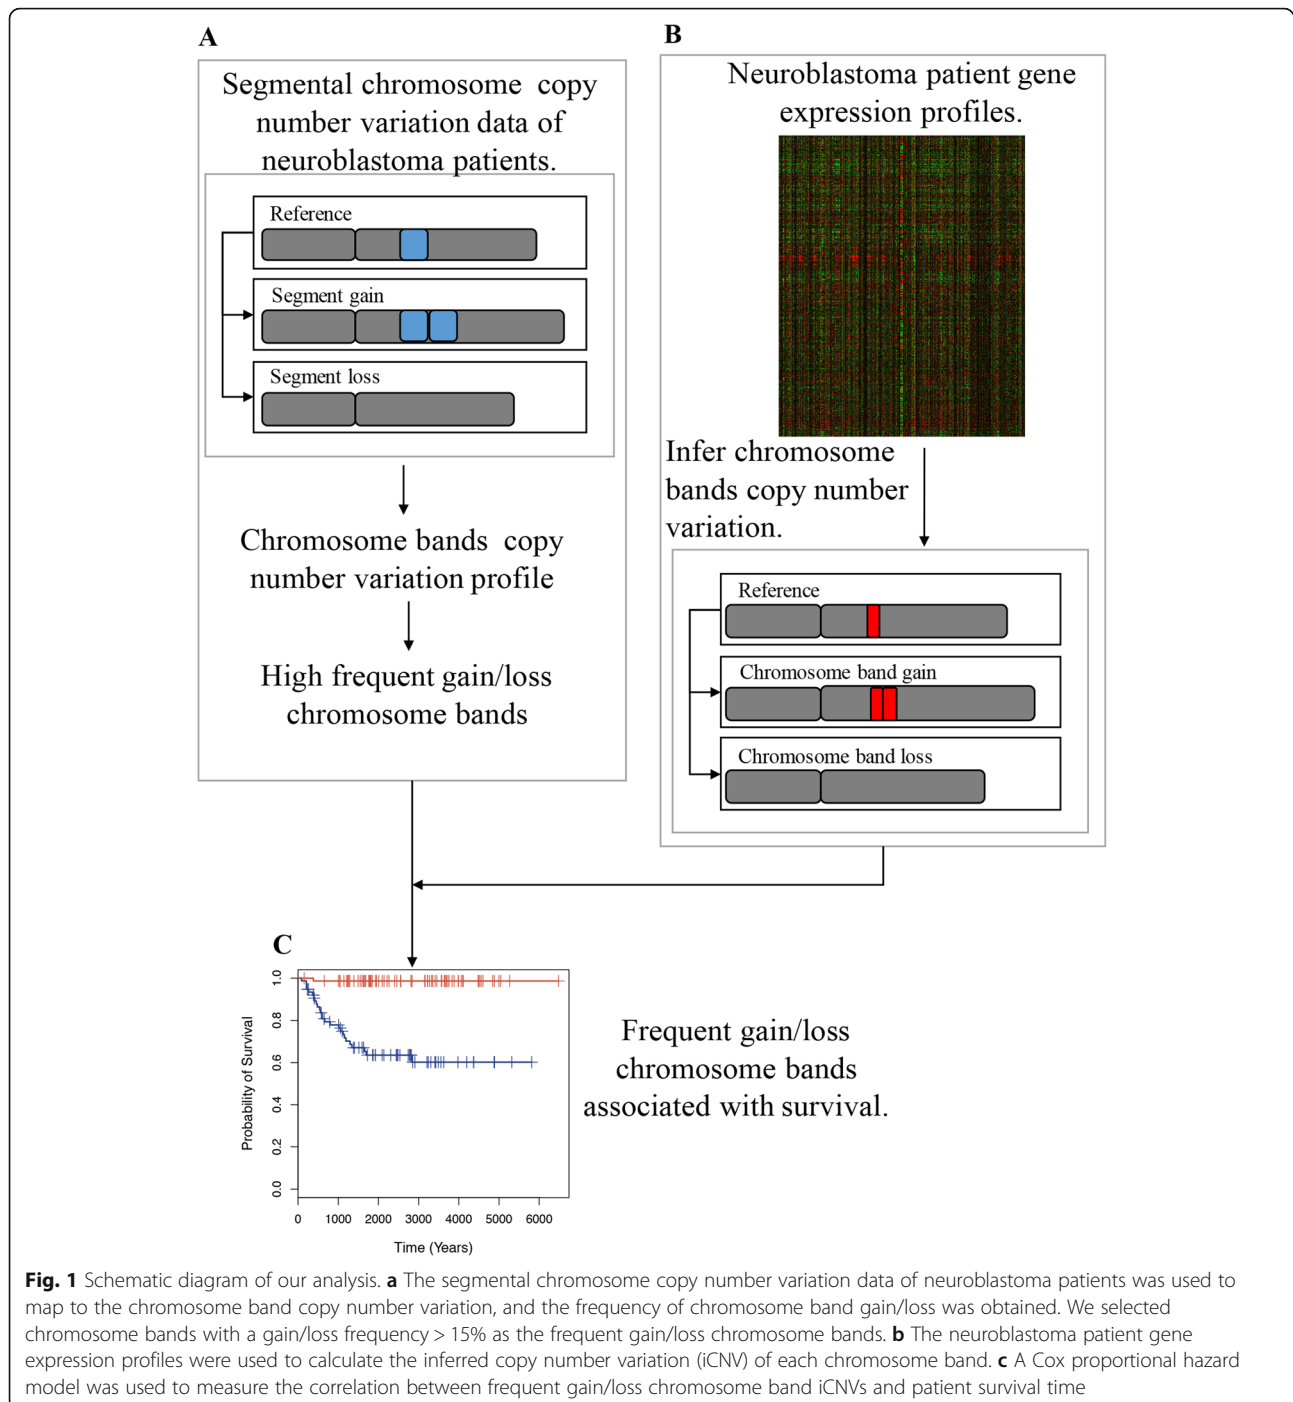 A
Segmental chromosome copy
number variation data of
neuroblastoma patients.
Reference
Segment gain
Segment loss
Chromosome bands copy
number variation profile
High frequent gain/loss
chromosome bands
B
Neuroblastoma patient gene
expression profiles.
Infer chromosome
bands copy number
variation.
Reference
Chromosome band gain
Chromosome band loss
C
Probability of Survival
1.0
0.8
0.6
0.4
0.2
0.0
0 1000 2000 3000 4000 5000 6000
Time (Years)
Frequent gain/loss
chromosome bands
associated with survival.
Fig. 1 Schematic diagram of our analysis. a The segmental chromosome copy number variation data of neuroblastoma patients was used to
map to the chromosome band copy number variation, and the frequency of chromosome band gain/loss was obtained. We selected
chromosome bands with a gain/loss frequency > 15% as the frequent gain/loss chromosome bands. b The neuroblastoma patient gene
expression profiles were used to calculate the inferred copy number variation (iCNV) of each chromosome band. c A Cox proportional hazard
model was used to measure the correlation between frequent gain/loss chromosome band iCNVs and patient survival time